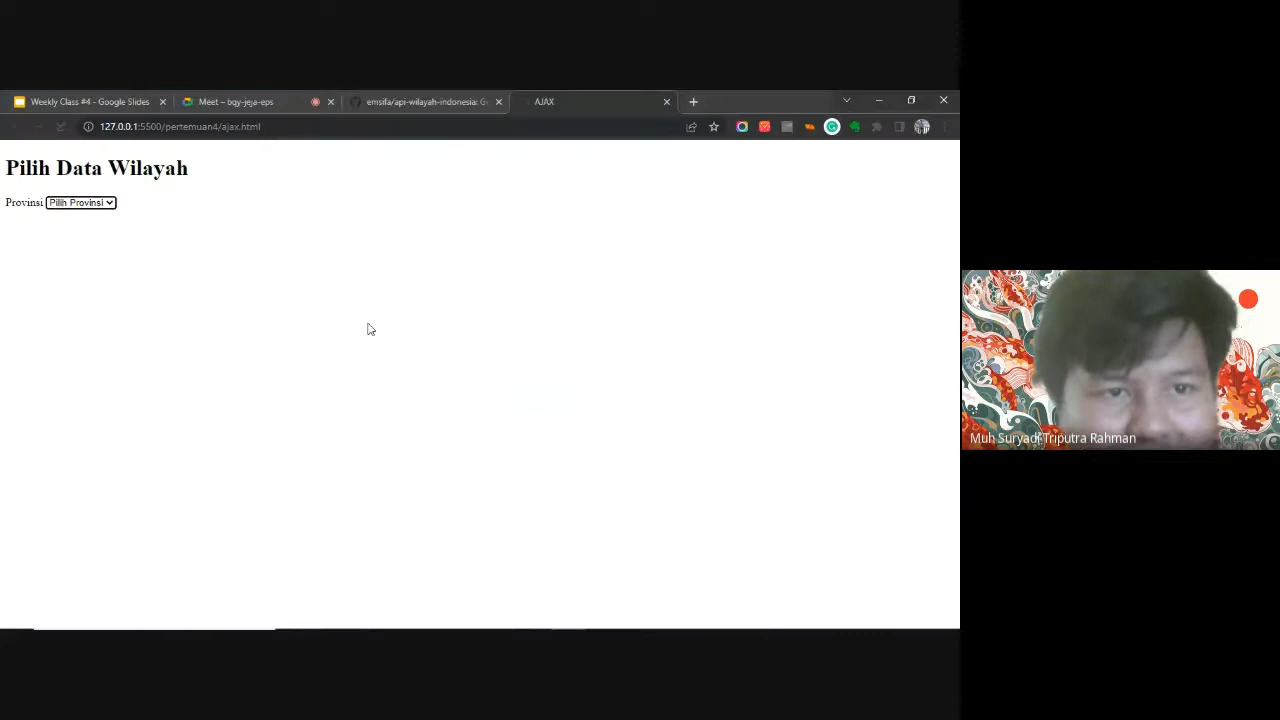 Weekly Class #4 - Google Slides
Meet – bqy-jeja-eps
emsifa/api-wilayah-indonesia: G
AJAX
127.0.0.1:5500/pertemuan4/ajax.html
Pilih Data Wilayah
Provinsi Pilih Provinsi
Muh Suryadi Triputra Rahman